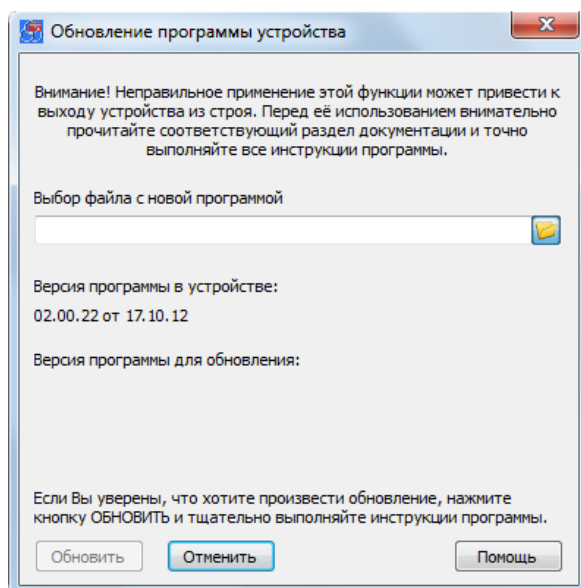 Обновление программы устройства
Внимание! Неправильное применение этой функции может привести к
выходу устройства из строя. Перед её использованием внимательно
прочитайте соответствующий раздел документации и точно
выполняйте все инструкции программы.
Выбор файла с новой программой
Версия программы в устройстве:
02.00.22 от 17.10.12
Версия программы для обновления:
Если Вы уверены, что хотите произвести обновление, нажмите
кнопку ОБНОВИТЬ и тщательно выполняйте инструкции программы.
Обновить Отменить Помощь